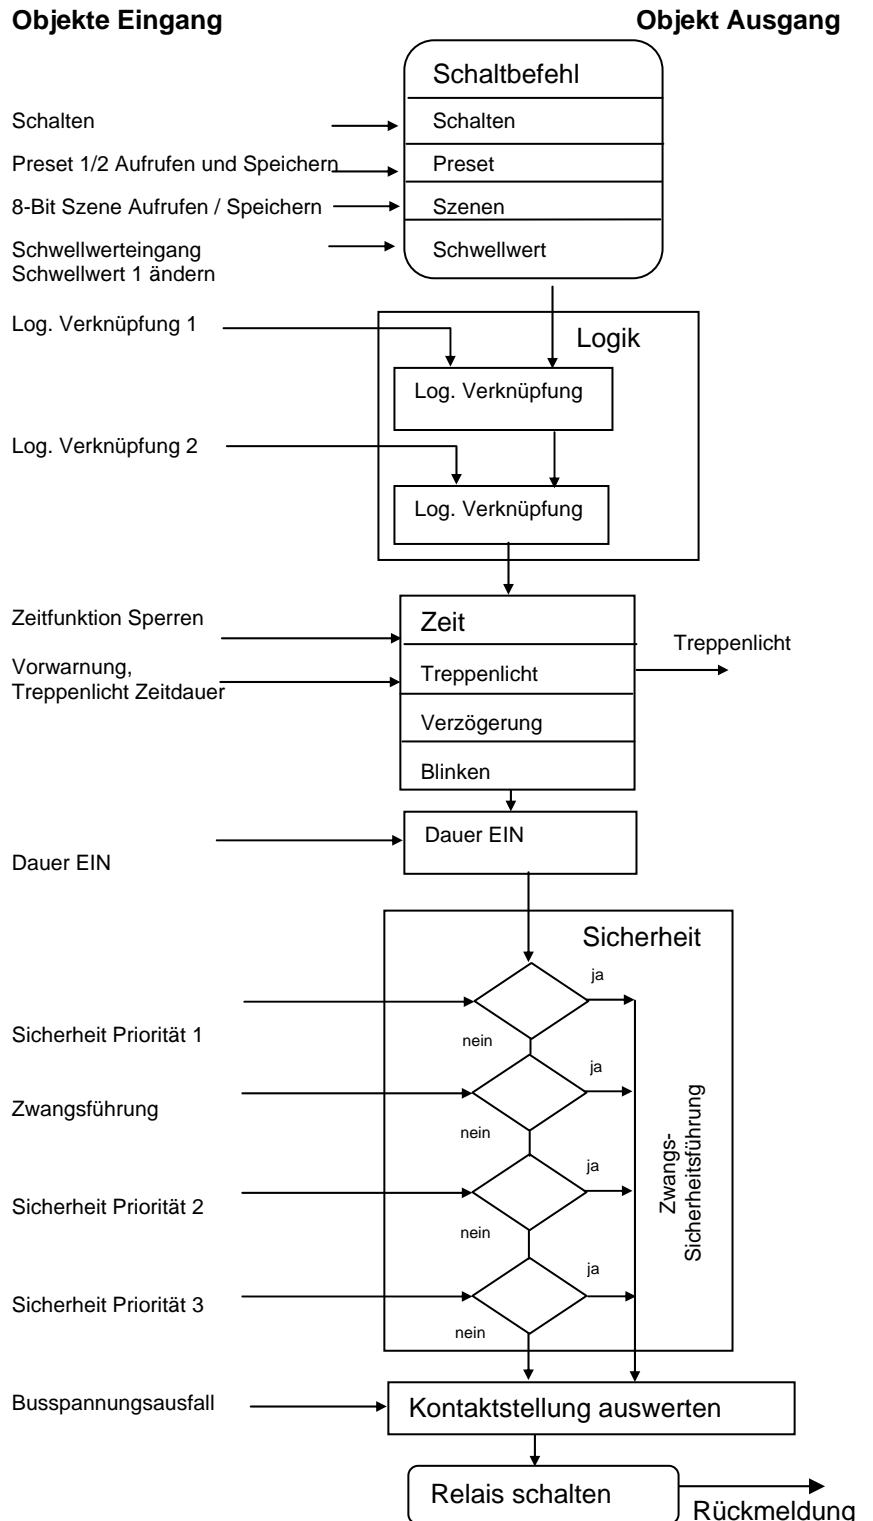 Objekte Eingang
Objekt Ausgang
Schaltbefehl
Schalten
Schalten
Preset 1/2 Aufrufen und Speichern
Preset
8-Bit Szene Aufrufen / Speichern
Szenen
Schwellwerteingang
Schwellwert 1 ändern
Schwellwert
Log. Verknüpfung 1
Logik
Log. Verknüpfung
Log. Verknüpfung 2
Log. Verknüpfung
Zeitfunktion Sperren
Zeit
Treppenlicht
Vorwarnung,
Treppenlicht Zeitdauer
Treppenlicht
Verzögerung
Blinken
Dauer EIN
Dauer EIN
Sicherheit
ja
nein
Sicherheit Priorität 1
ja
nein
Zwangsführung
Zwangs-
Sicherheitsführung
ja
nein
Sicherheit Priorität 2
ja
nein
Sicherheit Priorität 3
Busspannungsausfall
Kontaktstellung auswerten
Relais schalten
Rückmeldung